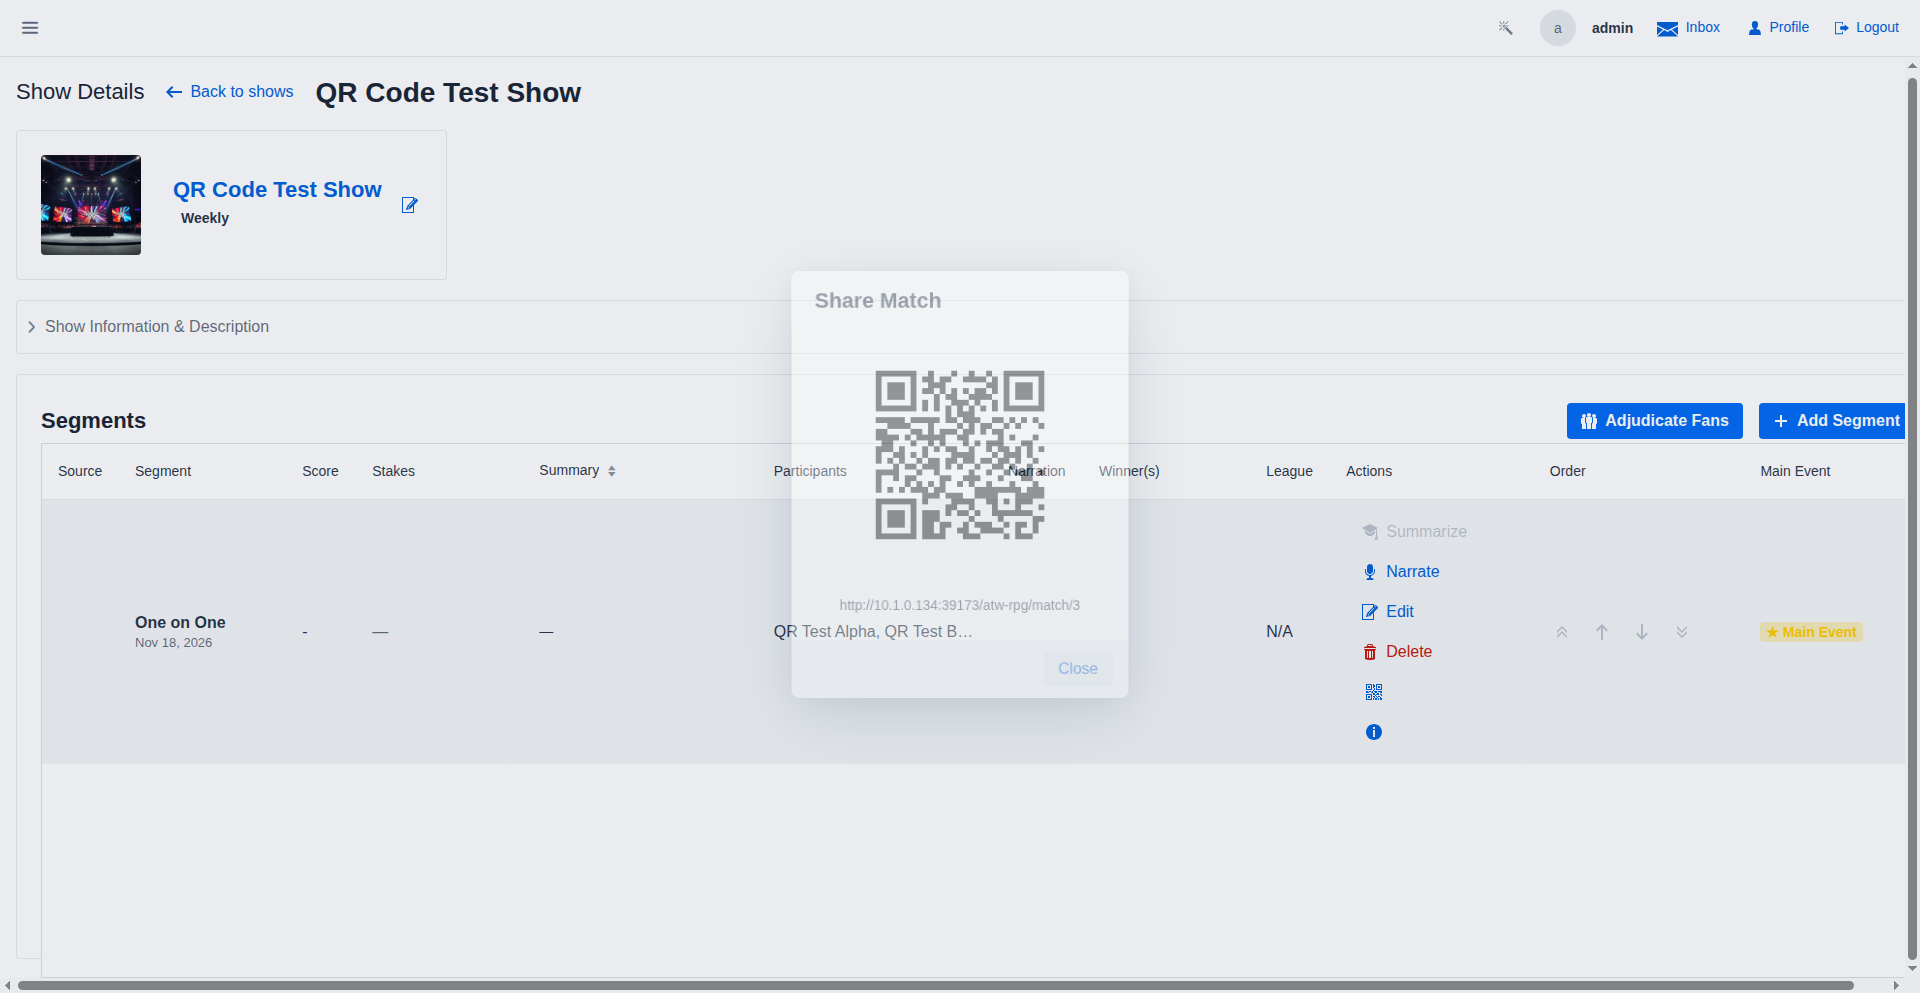 a
admin
Inbox
Profile
Logout
Show Details
Back to shows
QR Code Test Show
QR Code Test Show
Weekly
Share Match
Show Information & Description
Segments
Adjudicate Fans
Add Segment
Source
Segment
Score
Stakes
Summary
Participants
Narration
Winner(s)
League
Actions
Order
Main Event
Summarize
Narrate
Edit
Delete
http://10.1.0.134:39173/atw-rpg/match/3
One on One
Nov 18, 2026
-
—
—
QR Test Alpha, QR Test B…
N/A
Main Event
Close